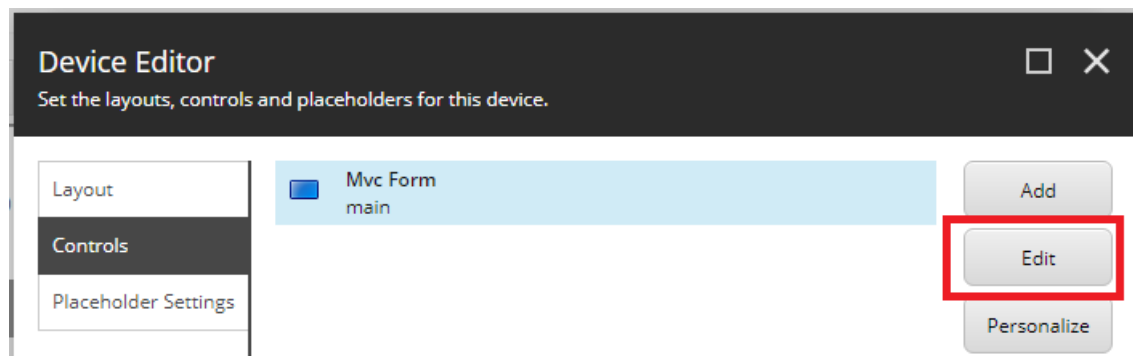 Device Editor
Set the layouts, controls and placeholders for this device.
Layout
Controls
Placeholder Settings
Mvc Form
main
Add
Edit
Personalize